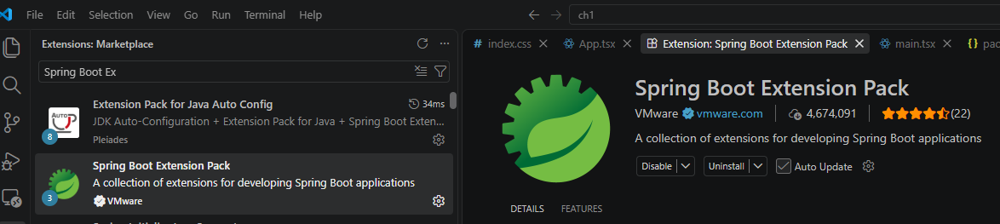 File Edit Selection View Go Run Terminal Help
ch1
Extensions: Marketplace
Spring Boot Ex
AUTO
8
Extension Pack for Java Auto Config
34ms
JDK Auto-Configuration + Extension Pack for Java + Spring Boot Exten...
Pleiades
3
Spring Boot Extension Pack
A collection of extensions for developing Spring Boot applications
VMware
# index.css
App.tsx
Extension: Spring Boot Extension Pack
main.tsx
{} pac
Spring Boot Extension Pack
VMware vmware.com 4,674,091 (22)
A collection of extensions for developing Spring Boot applications
Disable Uninstall Auto Update
DETAILS FEATURES